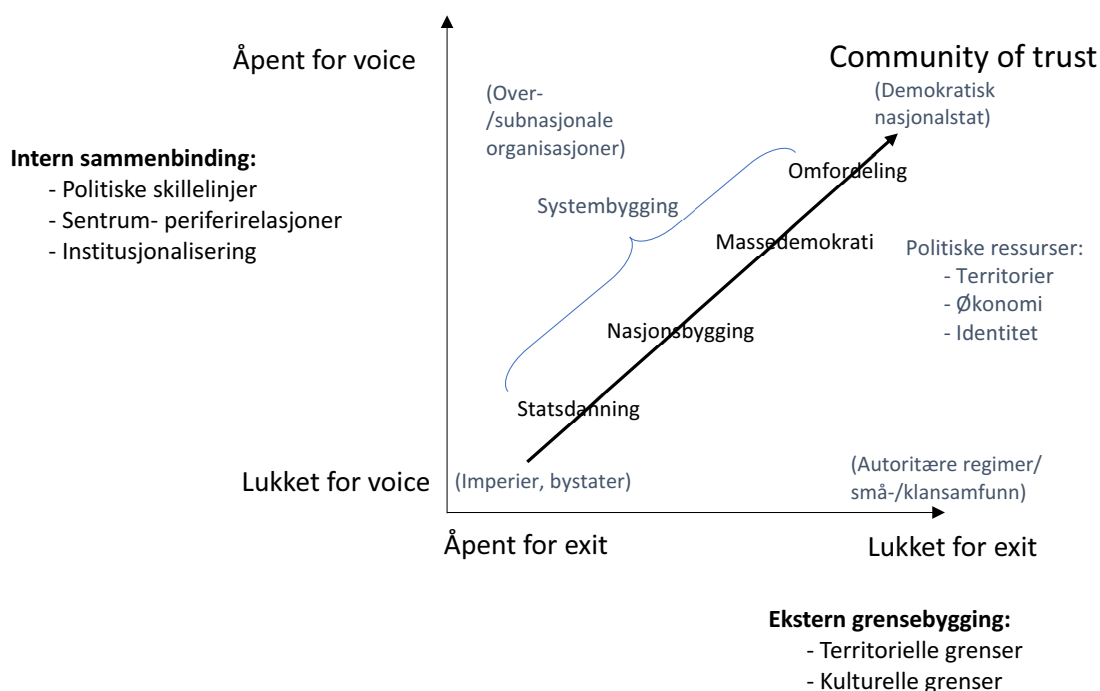 Åpent for voice
Community of trust
(Demokratisk
nasjonalstat)
(Over-
/subnasjonale
organisasjoner)
Intern sammenbinding:
- Politiske skillelinjer
- Sentrum- periferirelasjoner
- Institusjonalisering
Omfordeling
Systembygging
Massedemokrati
Politiske ressurser:
- Territorier
- Økonomi
- Identitet
Nasjonsbygging
Statsdanning
Lukket for voice
(Imperier, bystater)
(Autoritære regimer/
små-/klansamfunn)
Åpent for exit
Lukket for exit
Ekstern grensebygging:
- Territorielle grenser
- Kulturelle grenser